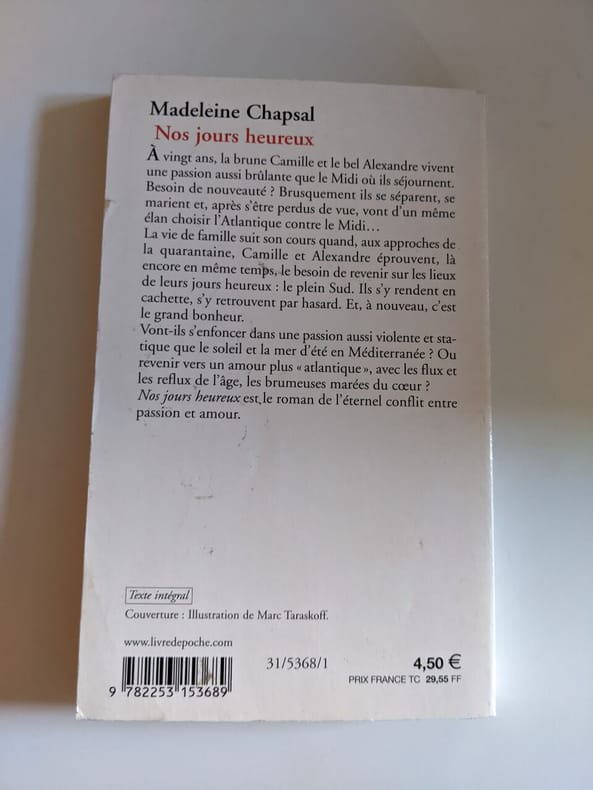 Madeleine Chapsal
Nos jours heureux
À vingt ans, la brune Camille et le bel Alexandre vivent
une passion aussi brûlante que le Midi où ils séjournent.
Besoin de nouveauté ? Brusquement ils se séparent, se
marient et, après s'être perdus de vue, vont d'un même
élan choisir l'Atlantique contre le Midi…
La vie de famille suit son cours quand, aux approches de
la quarantaine, Camille et Alexandre éprouvent, là
encore en même temps, le besoin de revenir sur les lieux
de leurs jours heureux : le plein Sud. Ils s'y rendent en
cachette, s'y retrouvent par hasard. Et, à nouveau, c'est
le grand bonheur.
Vont-ils s'enfoncer dans une passion aussi violente et sta-
tique que le soleil et la mer d'été en Méditerranée ? Ou
revenir vers un amour plus « atlantique », avec les flux et
les reflux de l'âge, les brumeuses marées du cœur ?
Nos jours heureux est le roman de l'éternel conflit entre
passion et amour.
Texte intégral
Couverture : Illustration de Marc Taraskoff.
www.livredepoche.com
31/5368/1
4,50 €
PRIX FRANCE TC 29,55 FF
9 782253 153689